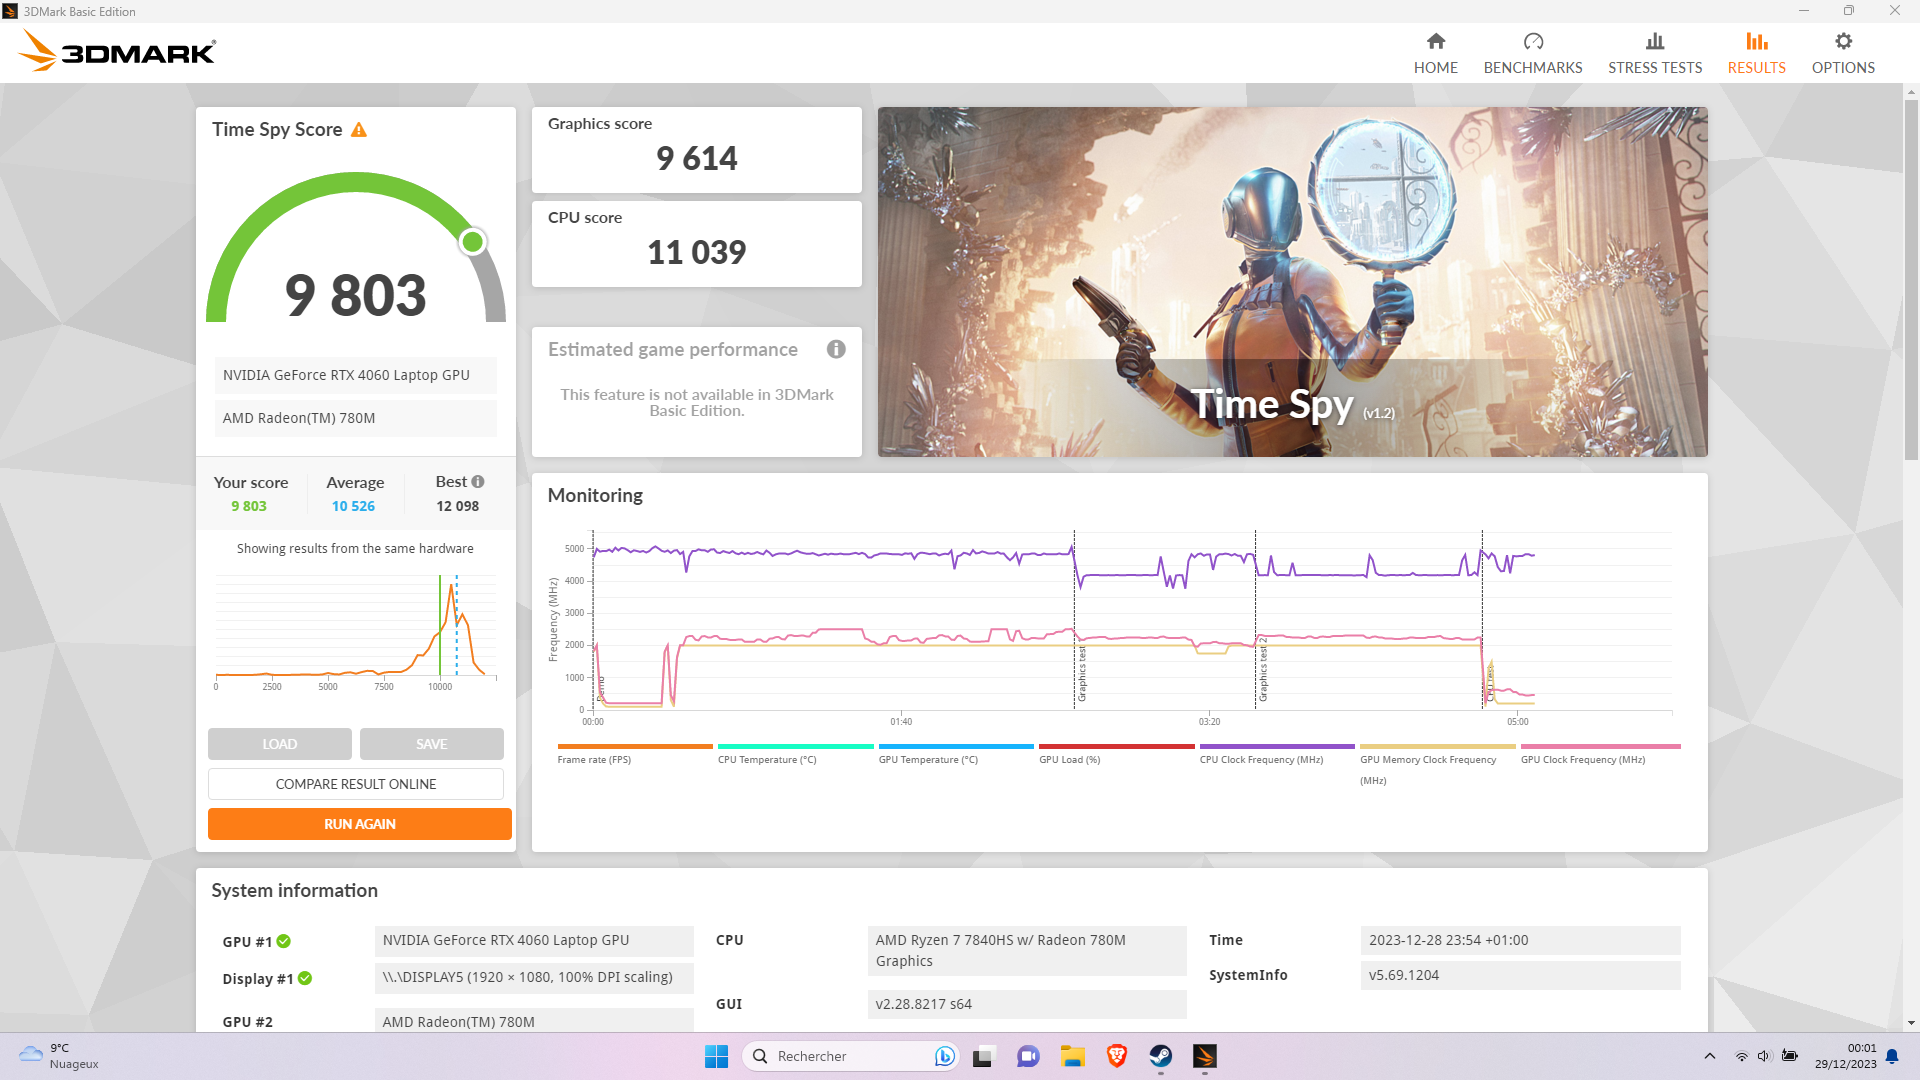 3DMark Basic Edition
3DMARK®
HOME
BENCHMARKS
STRESS TESTS
RESULTS
OPTIONS
Time Spy Score
9 803
NVIDIA GeForce RTX 4060 Laptop GPU
AMD Radeon(TM) 780M
Your score
9 803
Average
10 526
Best
12 098
Showing results from the same hardware
0 2500 5000 7500 10000
LOAD
SAVE
COMPARE RESULT ONLINE
RUN AGAIN
Graphics score
9 614
CPU score
11 039
Estimated game performance
This feature is not available in 3DMark
Basic Edition.
Time Spy (v1.2)
Monitoring
Frequency (MHz)
5000
4000
3000
2000
1000
0
Demo
Graphics test
Graphics test 2
CPU test
00:00 01:40 03:20 05:00
Frame rate (FPS)
CPU Temperature (°C)
GPU Temperature (°C)
GPU Load (%)
CPU Clock Frequency (MHz)
GPU Memory Clock Frequency
(MHz)
GPU Clock Frequency (MHz)
System information
GPU #1
NVIDIA GeForce RTX 4060 Laptop GPU
Display #1
\\.\DISPLAY5 (1920 × 1080, 100% DPI scaling)
GPU #2
AMD Radeon(TM) 780M
CPU
AMD Ryzen 7 7840HS w/ Radeon 780M
Graphics
GUI
v2.28.8217 s64
Time
2023-12-28 23:54 +01:00
SystemInfo
v5.69.1204
9°C
Nuageux
Rechercher
00:01
29/12/2023